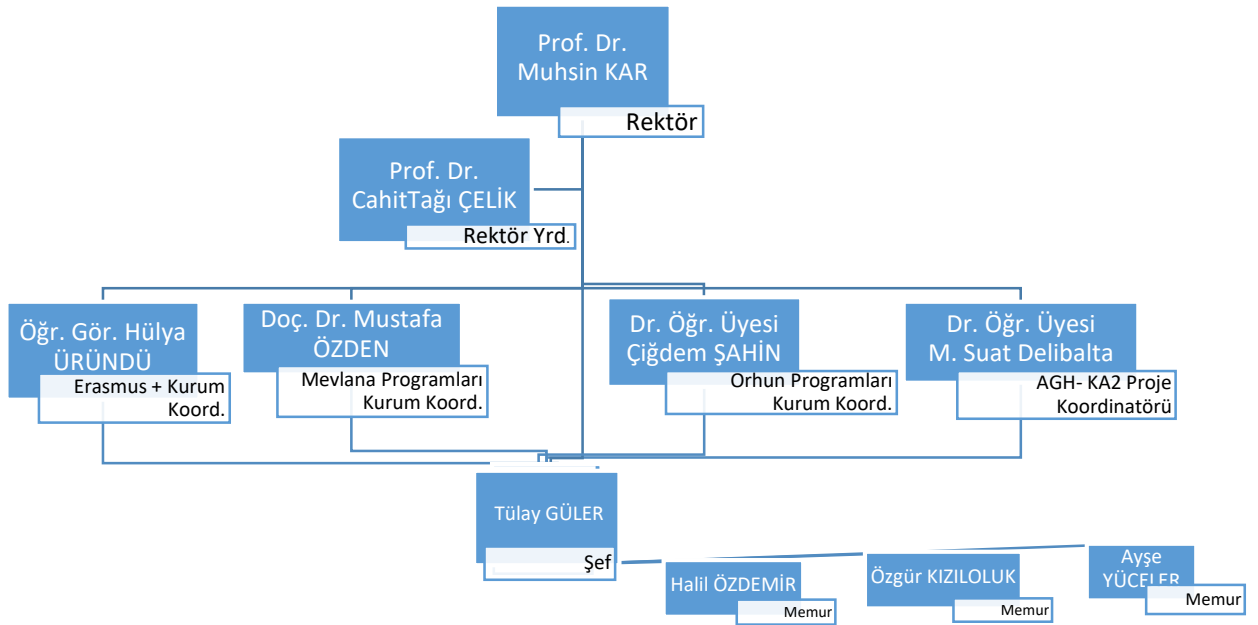 Prof. Dr.
Muhsin KAR
Rektör
Prof. Dr.
CahitTağı ÇELİK
Rektör Yrd.
Öğr. Gör. Hülya
ÜRÜNDÜ
Erasmus + Kurum
Koord.
Doç. Dr. Mustafa
ÖZDEN
Mevlana Programları
Kurum Koord.
Dr. Öğr. Üyesi
Çiğdem ŞAHİN
Orhun Programları
Kurum Koord.
Dr. Öğr. Üyesi
M. Suat Delibalta
AGH- KA2 Proje
Koordinatörü
Tülay GÜLER
Şef
Halil ÖZDEMİR
Memur
Özgür KIZILOLUK
Memur
Ayşe
YÜCELER
Memur